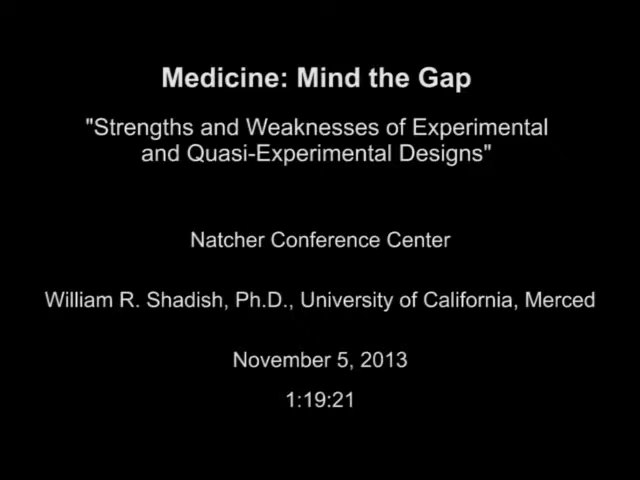 Medicine: Mind the Gap
"Strengths and Weaknesses of Experimental
and Quasi-Experimental Designs"
Natcher Conference Center
William R. Shadish, Ph.D., University of California, Merced
November 5, 2013
1:19:21